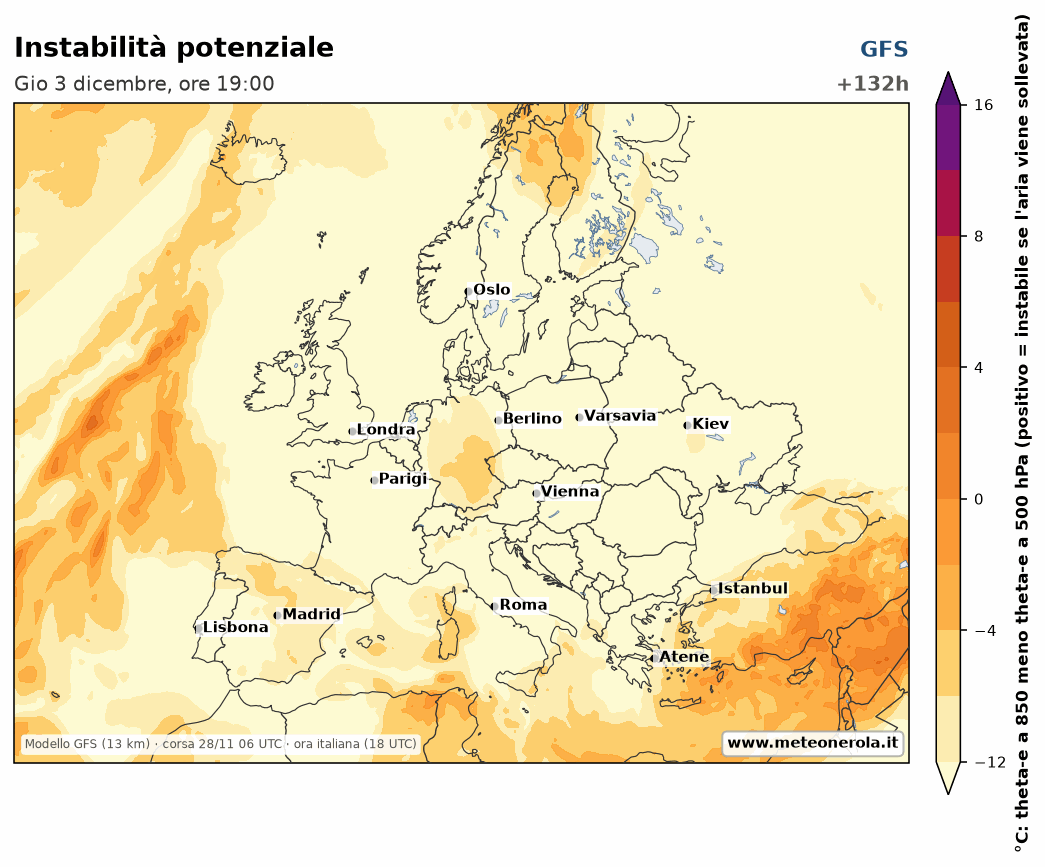 Instabilità potenziale
GFS
Gio 3 dicembre, ore 19:00
+132h
Oslo
Berlino
Varsavia
Kiev
Londra
Parigi
Vienna
Istanbul
Roma
Madrid
Lisbona
Atene
Modello GFS (13 km) · corsa 28/11 06 UTC · ora italiana (18 UTC)
www.meteonerola.it
16
8
4
0
−4
−12
°C: theta-e a 850 meno theta-e a 500 hPa (positivo = instabile se l'aria viene sollevata)